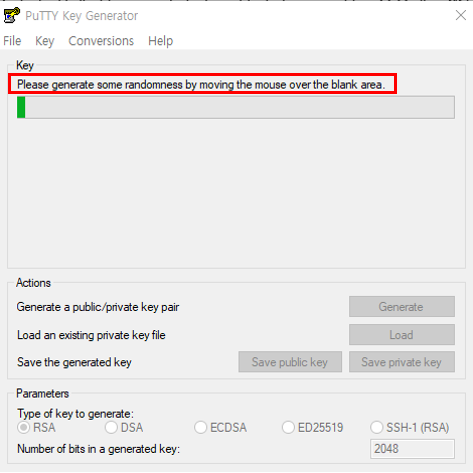 PuTTY Key Generator
File Key Conversions Help
Key
Please generate some randomness by moving the mouse over the blank area.
Actions
Generate a public/private key pair Generate
Load an existing private key file Load
Save the generated key Save public key Save private key
Parameters
Type of key to generate:
RSA DSA ECDSA ED25519 SSH-1 (RSA)
Number of bits in a generated key: 2048